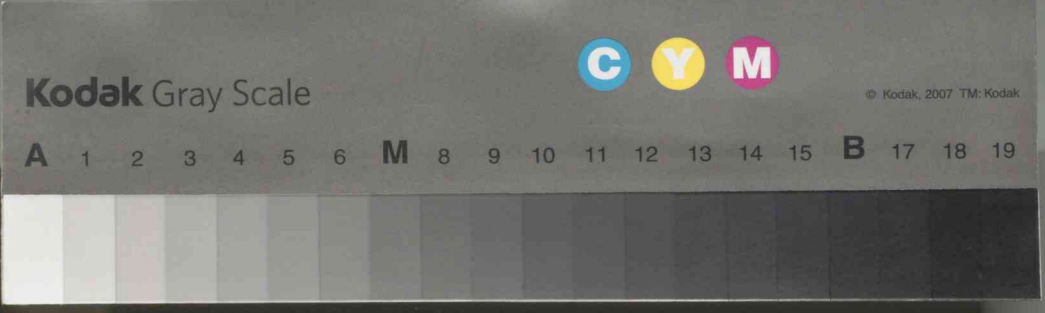 C Y M
Kodak Gray Scale
© Kodak, 2007 TM: Kodak
A 1 2 3 4 5 6 M 8 9 10 11 12 13 14 15 B 17 18 19